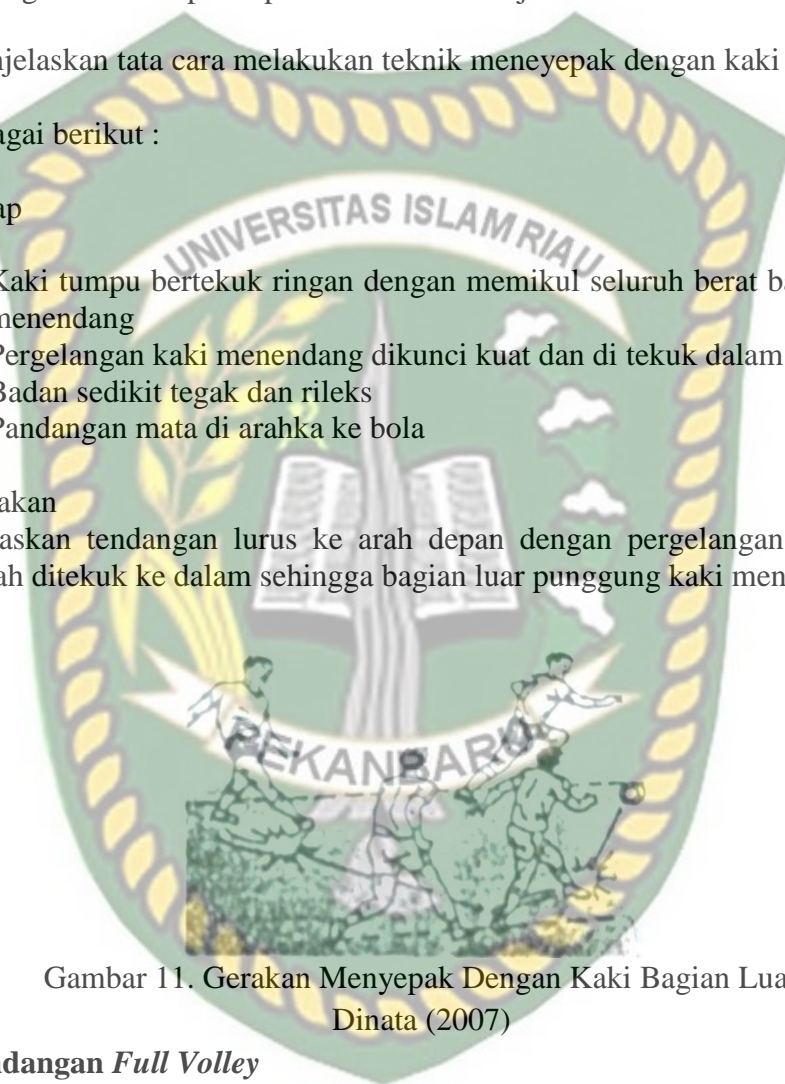 njelaskan tata cara melakukan teknik meneyepak dengan kaki
agai berikut :
ap
UNIVERSITAS ISLAM RIAU
Kaki tumpu bertekuk ringan dengan memikul seluruh berat ba
menendang
Pergelangan kaki menendang dikunci kuat dan di tekuk dalam
Badan sedikit tegak dan rileks
Pandangan mata di arahka ke bola
akan
askan tendangan lurus ke arah depan dengan pergelangan
ah ditekuk ke dalam sehingga bagian luar punggung kaki men
PEKANBARU
Gambar 11. Gerakan Menyepak Dengan Kaki Bagian Lua
Dinata (2007)
ndangan Full Volley